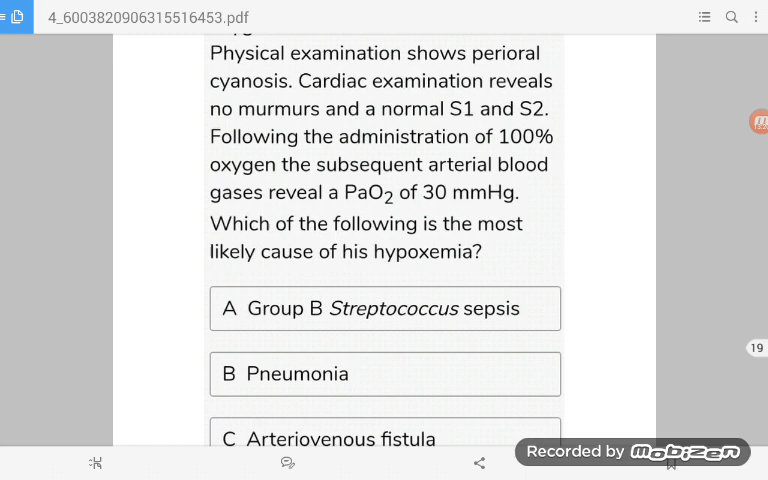 4_6003820906315516453.pdf
Physical examination shows perioral
cyanosis. Cardiac examination reveals
no murmurs and a normal S1 and S2.
Following the administration of 100%
oxygen the subsequent arterial blood
gases reveal a PaO2 of 30 mmHg.
Which of the following is the most
likely cause of his hypoxemia?
A Group B Streptococcus sepsis
B Pneumonia
19
C Arteriovenous fistula
Recorded by mobizen